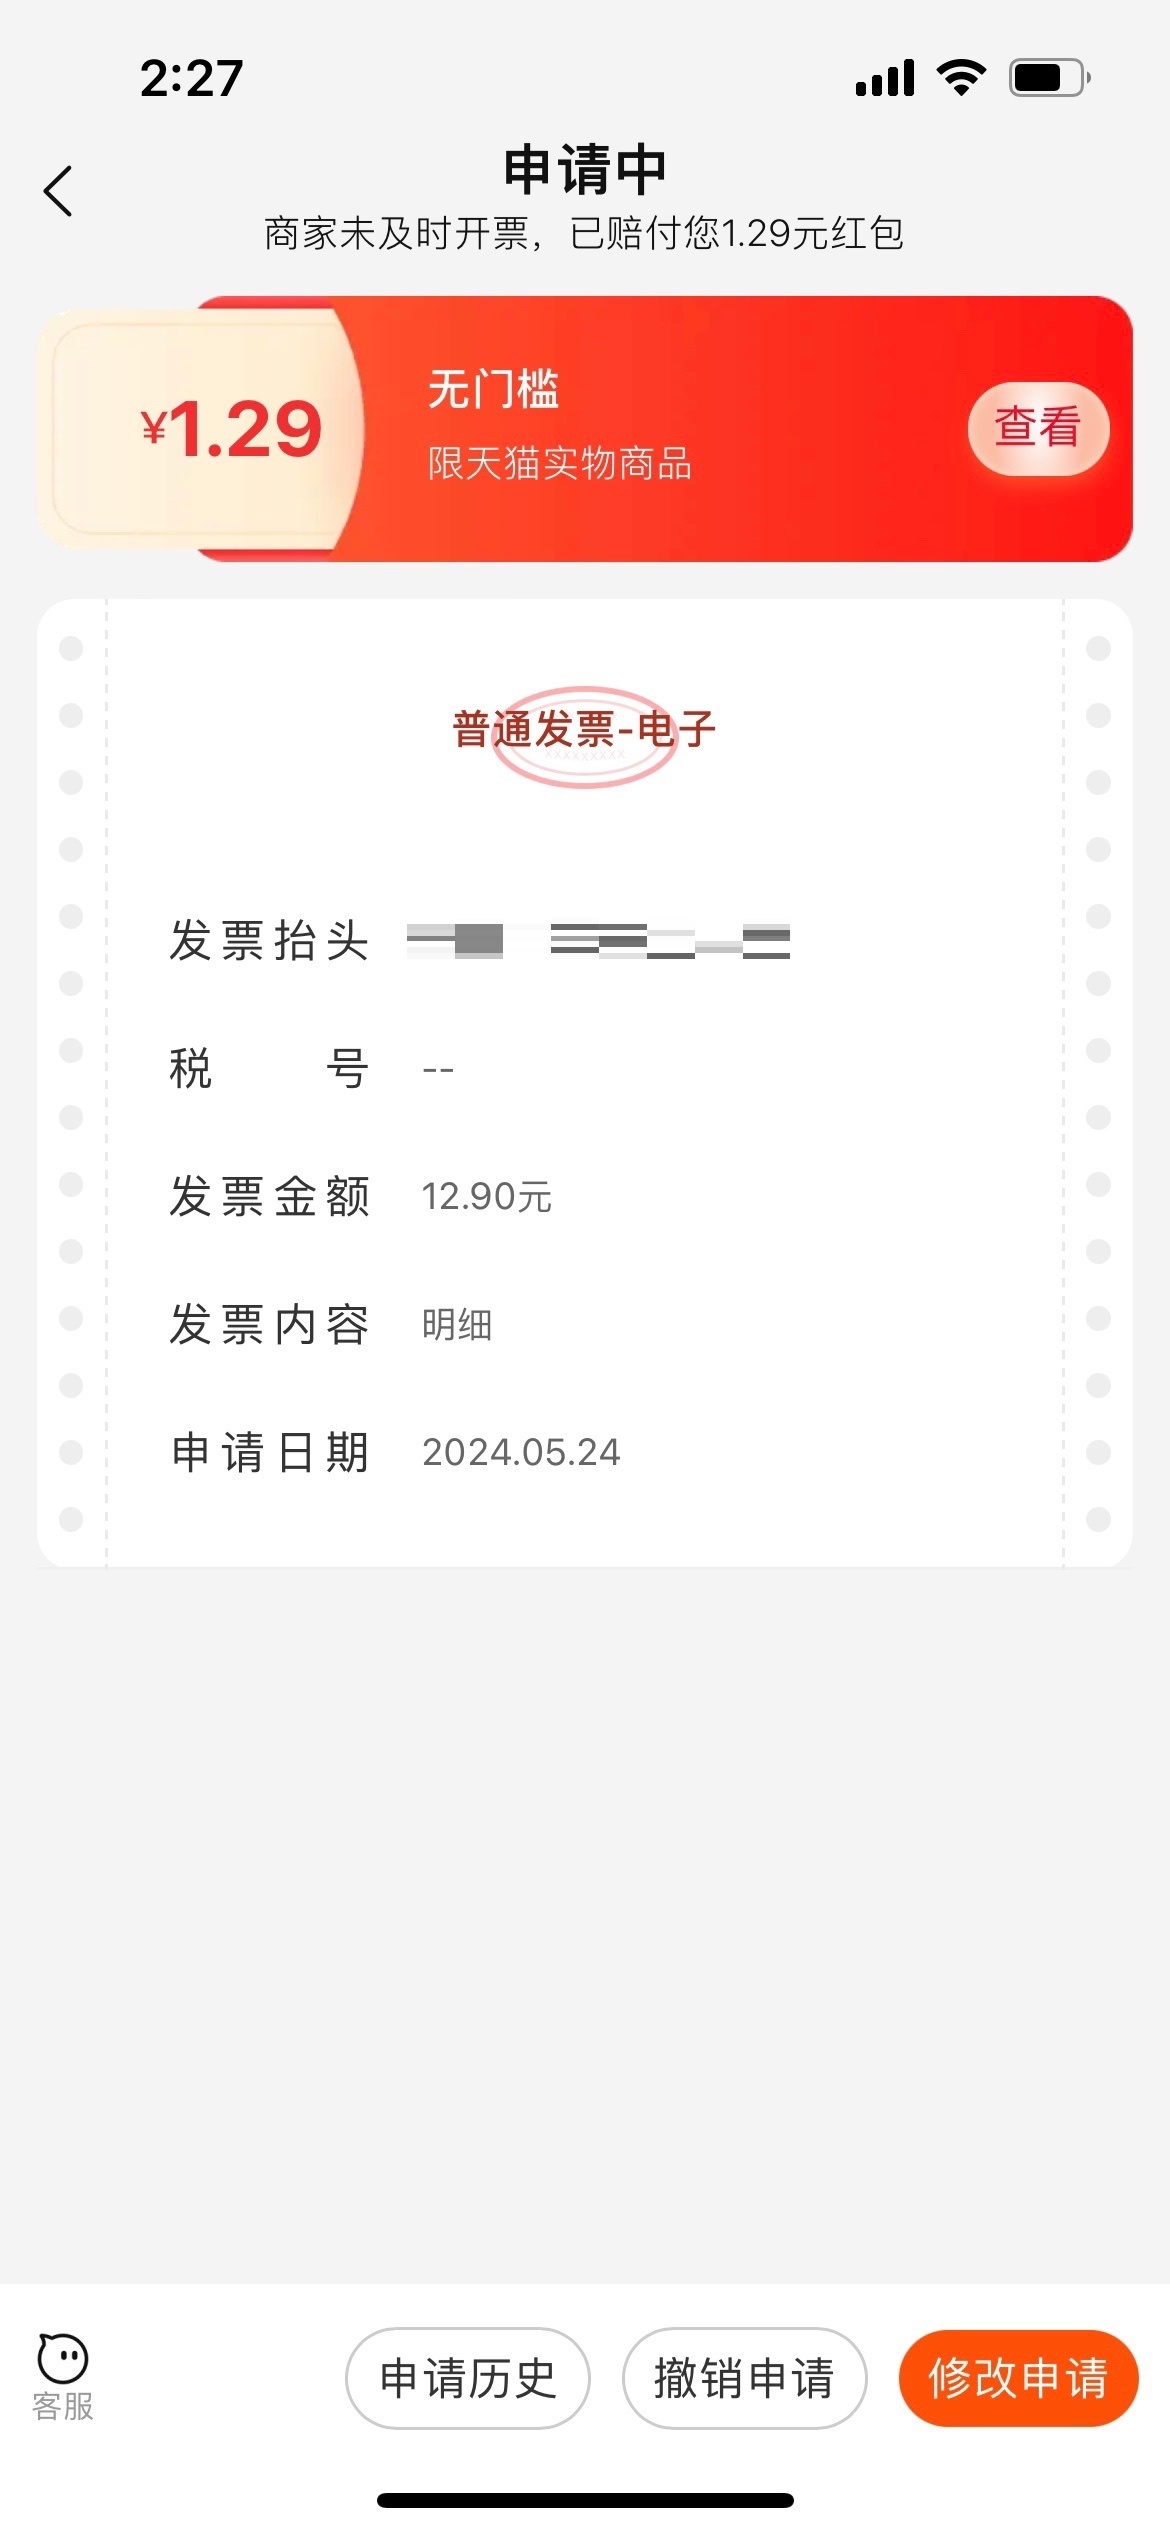 2:27
申请中
商家未及时开票，已赔付您1.29元红包
¥1.29
无门槛
限天猫实物商品
查看
普通发票-电子
XXXXXXXXX
发票抬头
税号 --
发票金额 12.90元
发票内容 明细
申请日期 2024.05.24
客服
申请历史
撤销申请
修改申请